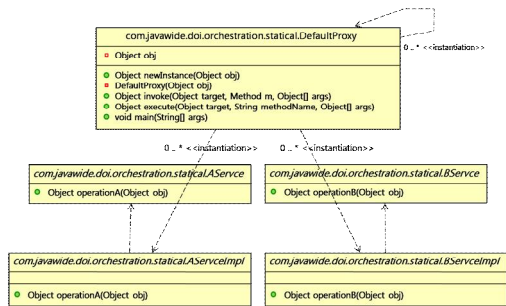 com.javawide.doi.orchestration.statical.DefaultProxy
Object obj
0 .. * <<instantiation>>
Object newInstance(Object obj)
DefaultProxy(Object obj)
Object invoke(Object target, Method m, Object[] args)
Object execute(Object target, String methodName, Object[] args)
void main(String[] args)
0 .. * <<instantiation>>
0 .. * <<instantiation>>
com.javawide.doi.orchestration.statical.AServce
Object operationA(Object obj)
com.javawide.doi.orchestration.statical.BServce
Object operationB(Object obj)
com.javawide.doi.orchestration.statical.AServceImpl
Object operationA(Object obj)
com.javawide.doi.orchestration.statical.BServceImpl
Object operationB(Object obj)